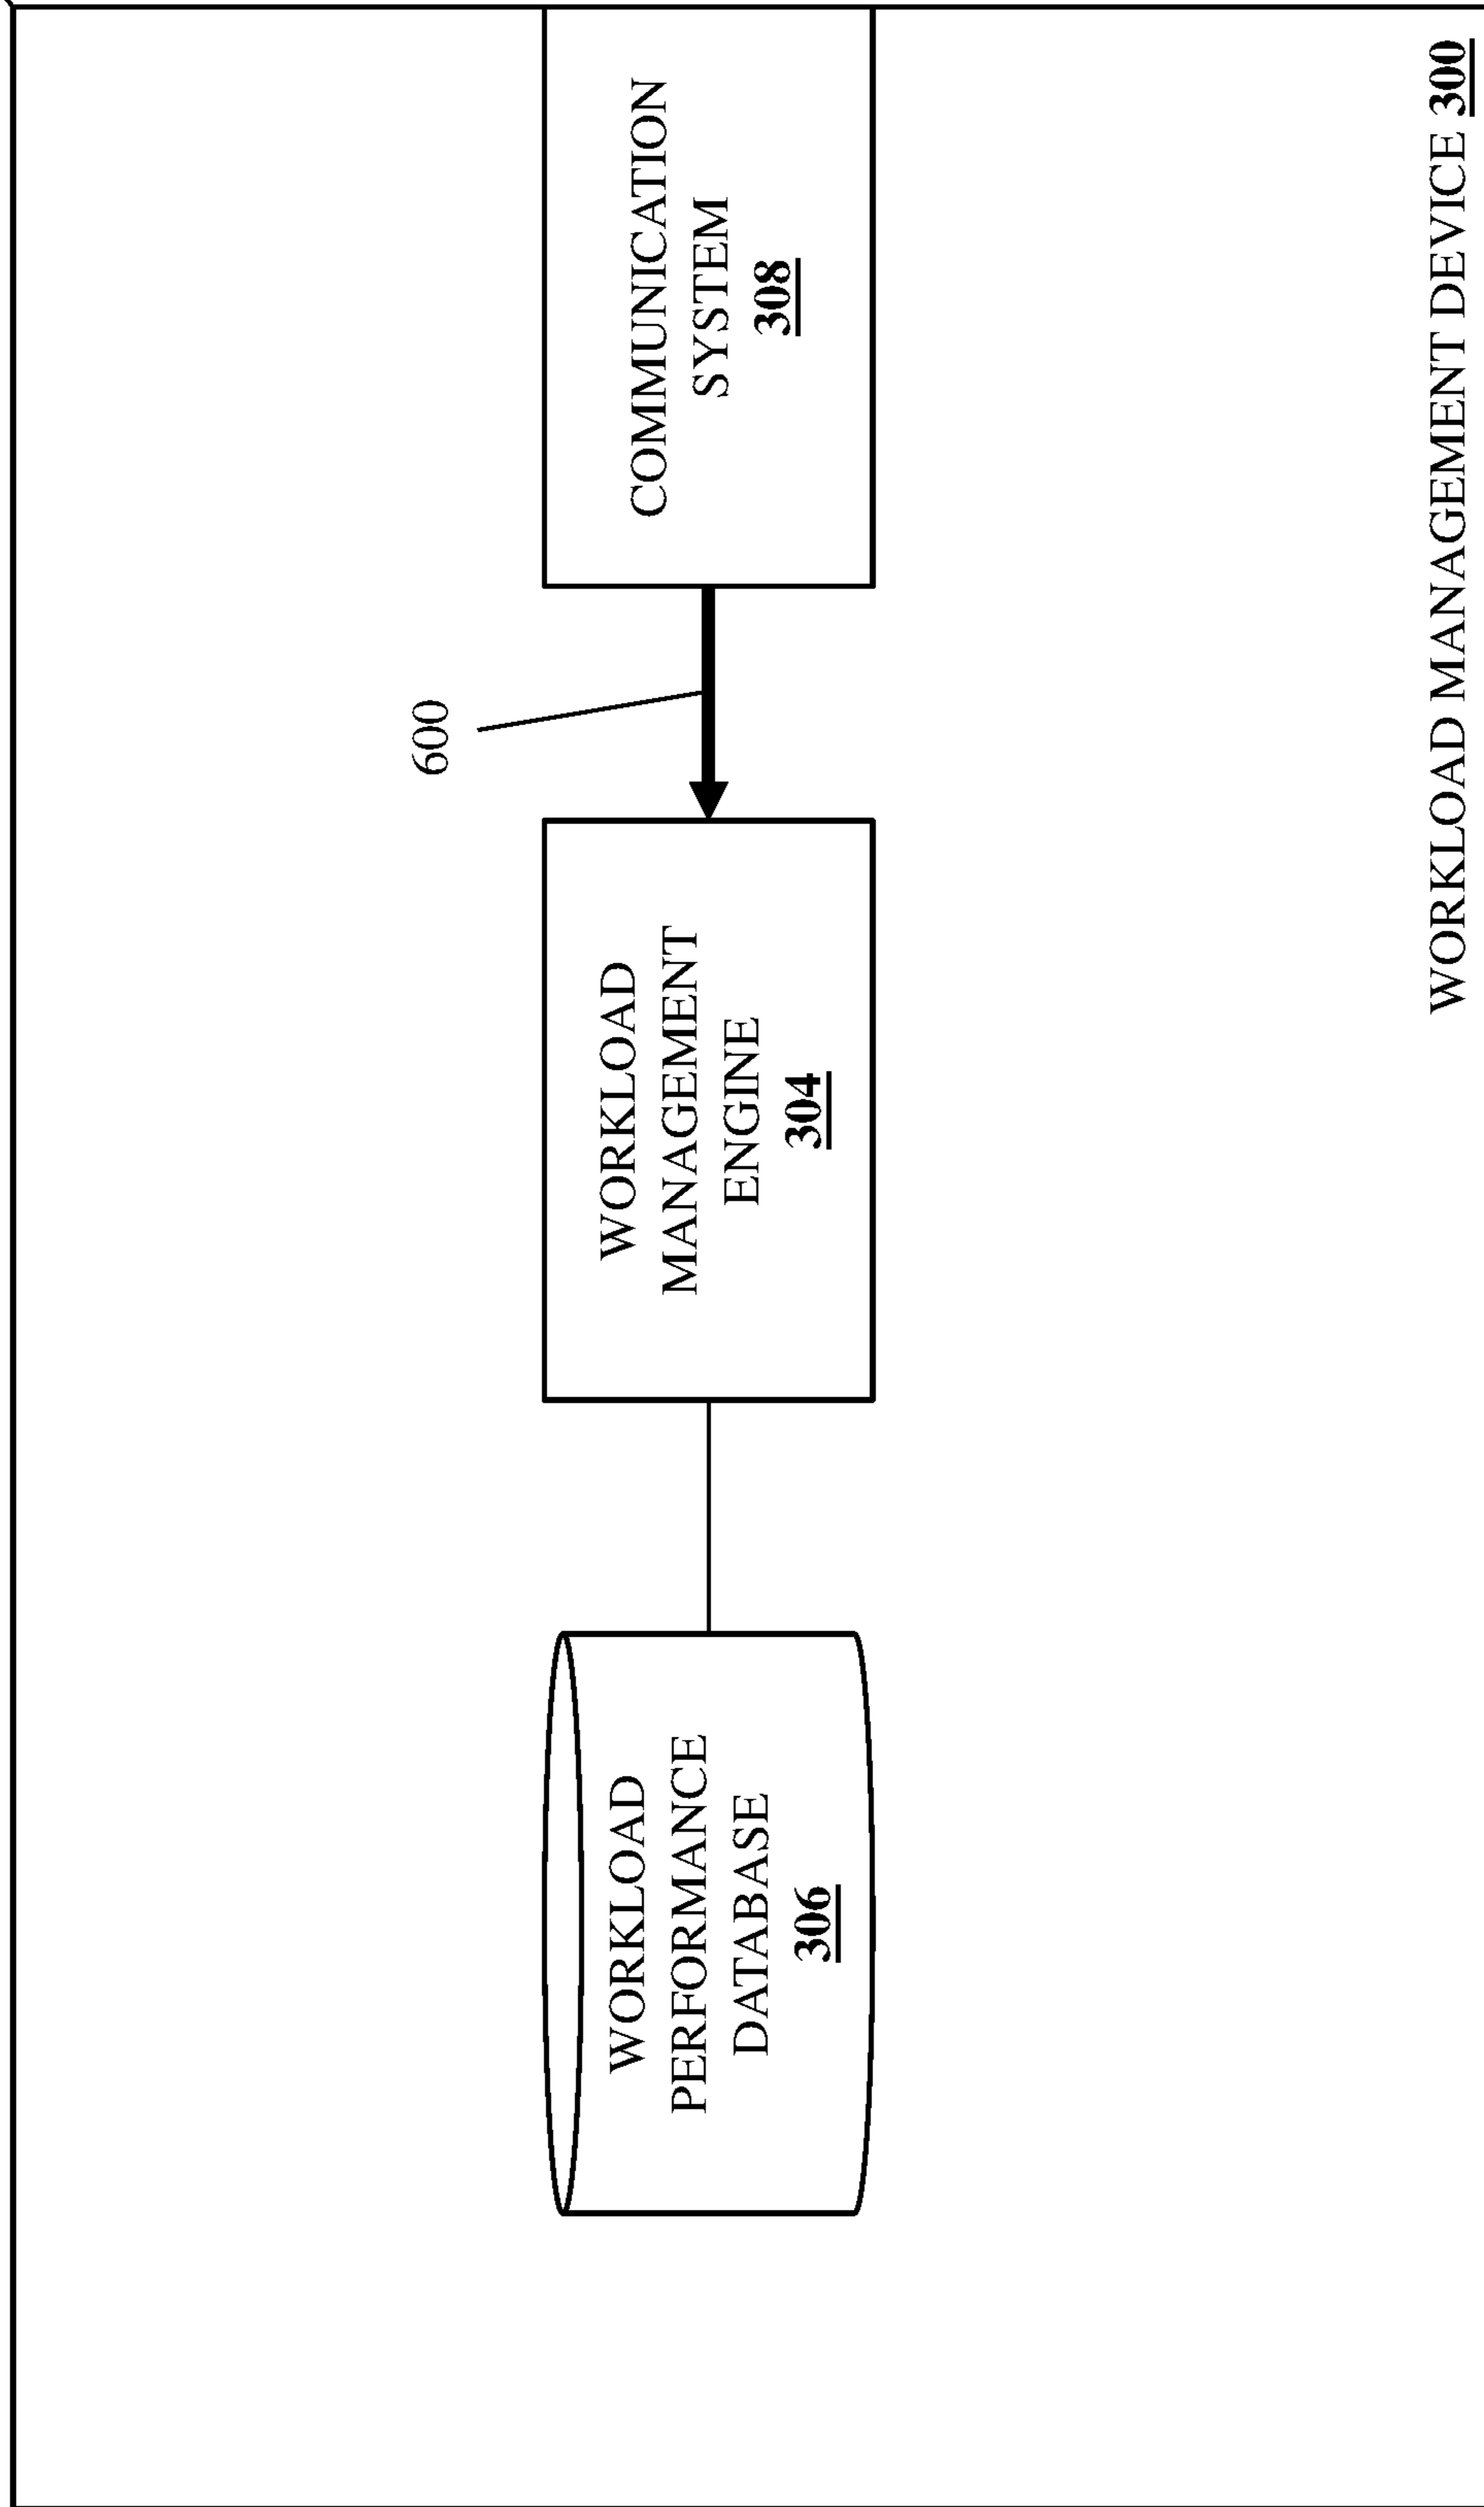 600
WORKLOAD
PERFORMANCE
DATABASE
306
WORKLOAD
MANAGEMENT
ENGINE
304
COMMUNICATION
SYSTEM
308
WORKLOAD MANAGEMENT DEVICE 300